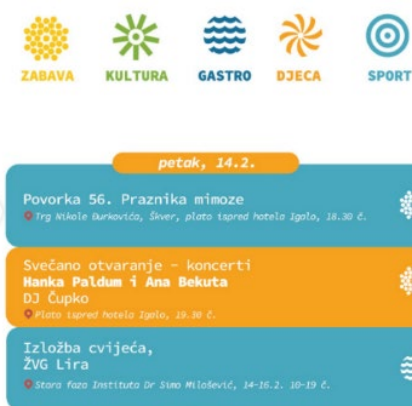 ZABAVA KULTURA GASTRO DJECA SPORT
petak, 14.2.
Povorka 56. Praznika mimoze
Trg Nikole Đurkovića, Škver, plato ispred hotela Igalo, 18.30 č.
Svečano otvaranje – koncerti
Hanka Paldum i Ana Bekuta
DJ Čupko
Plato ispred hotela Igalo, 19.30 č.
Izložba cvijeća,
ŽVG Lira
Stara faza Instituta Dr Simo Milošević, 14-16.2. 10-19 č.